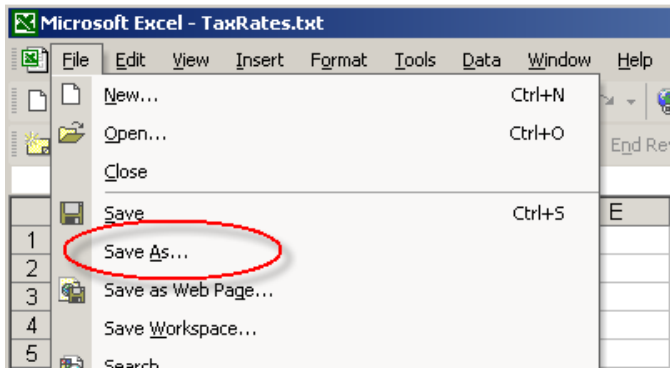 Microsoft Excel - TaxRates.txt
File Edit View Insert Format Tools Data Window Help
New... Ctrl+N
Open... Ctrl+O
End Re
Close
Save Ctrl+S E
1
Save As...
2
3 Save as Web Page...
4 Save Workspace...
5
Search